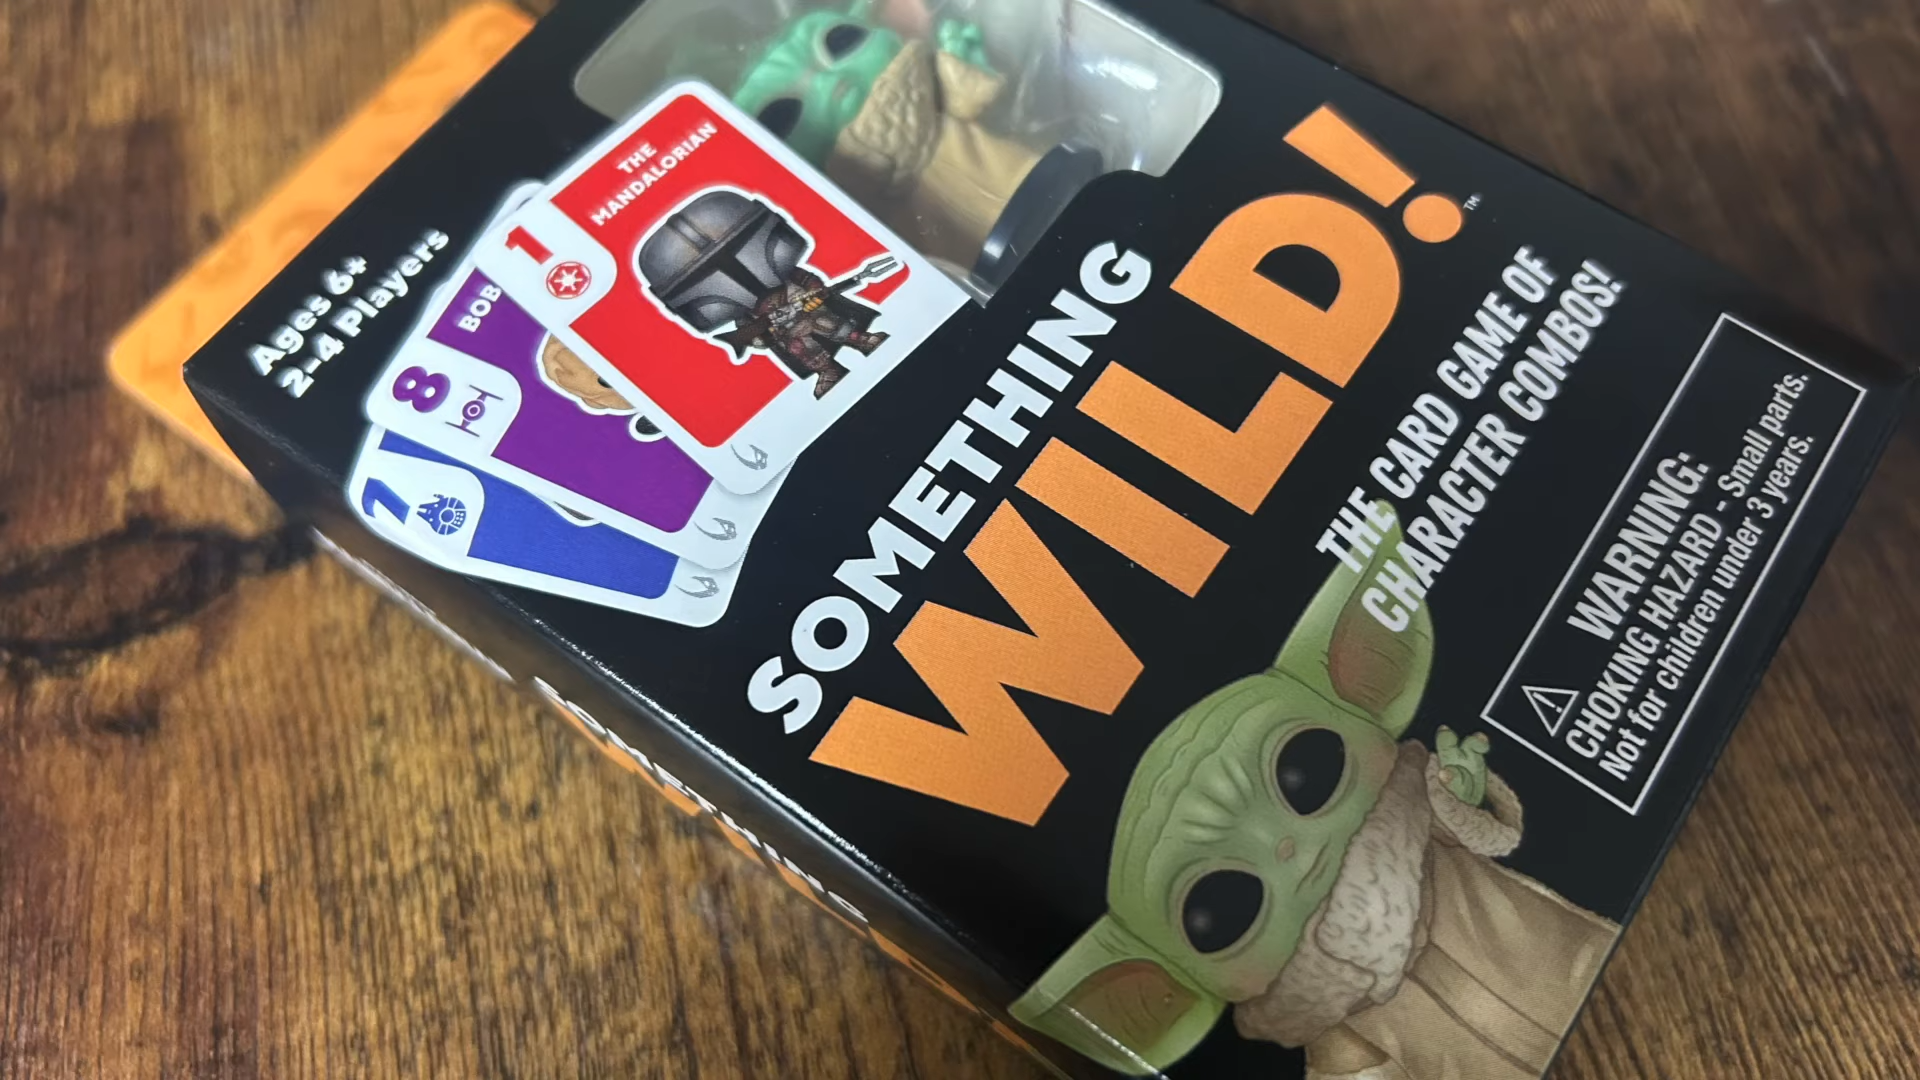 Ages 6+
2-4 Players
1
THE
MANDALORIAN
8
BOB
7
SOMETHING
WILD!™
THE CARD GAME OF
CHARACTER COMBOS!
WARNING:
CHOKING HAZARD - Small parts.
Not for children under 3 years.
SOMETHING